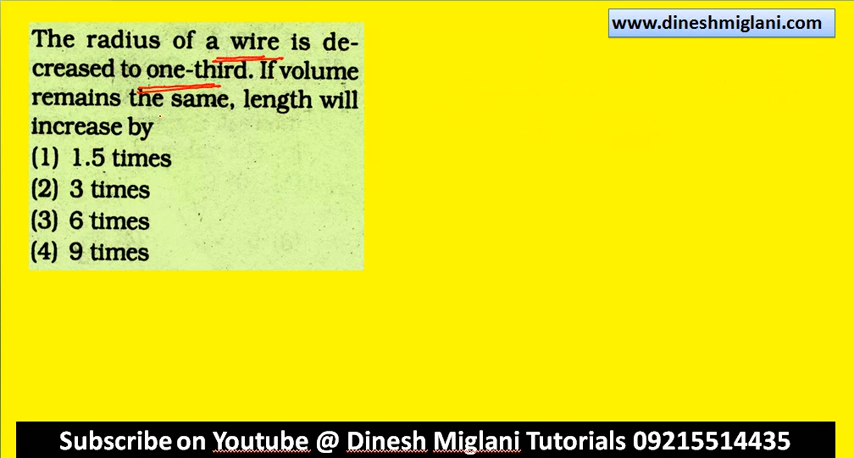 www.dineshmiglani.com
The radius of a wire is de-
creased to one-third. If volume
remains the same, length will
increase by
(1) 1.5 times
(2) 3 times
(3) 6 times
(4) 9 times
Subscribe on Youtube @ Dinesh Miglani Tutorials 09215514435